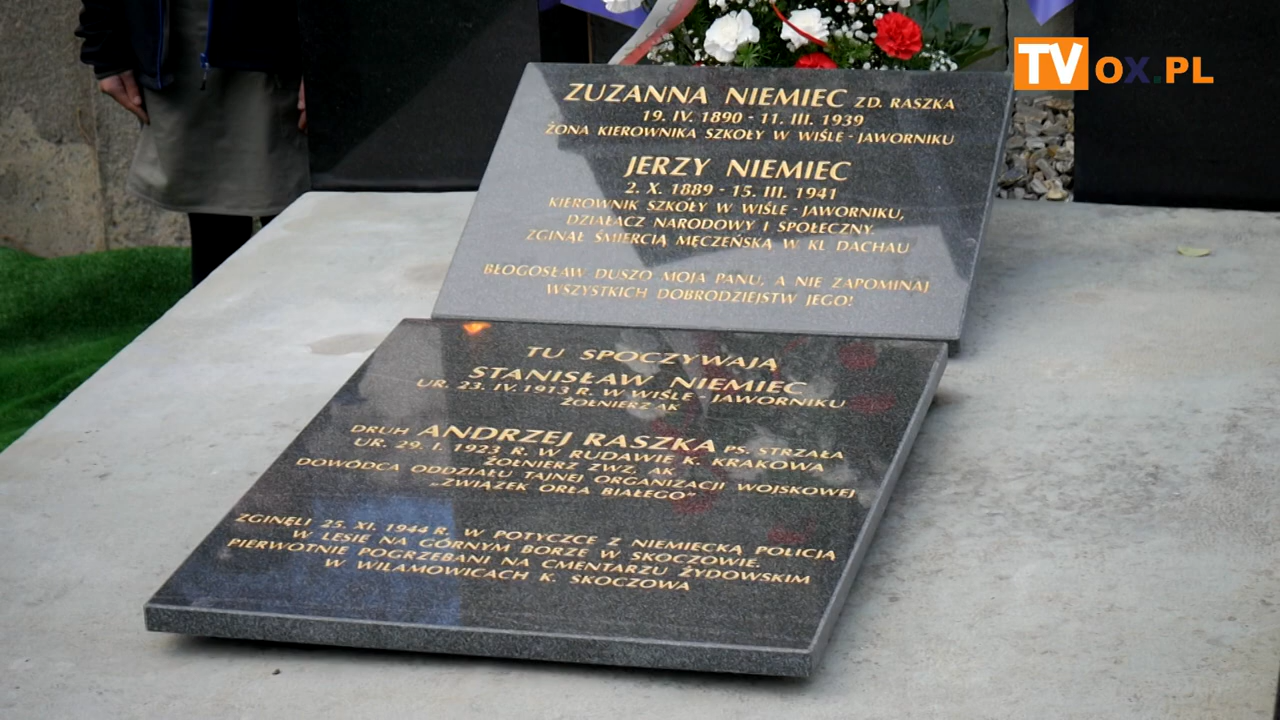 TVOX.PL
ZUZANNA NIEMIEC ZD. RASZKA
19. IV. 1890 - 11. III. 1939
ŻONA KIEROWNIKA SZKOŁY W WIŚLE - JAWORNIKU
JERZY NIEMIEC
2. X. 1889 - 15. III. 1941
KIEROWNIK SZKOŁY W WIŚLE - JAWORNIKU,
DZIAŁACZ NARODOWY I SPOŁECZNY.
ZGINĄŁ ŚMIERCIĄ MĘCZEŃSKĄ W KL DACHAU
BŁOGOSŁAW DUSZO MOJA PANU, A NIE ZAPOMINAJ
WSZYSTKICH DOBRODZIEJSTW JEGO!
TU SPOCZYWAJĄ
STANISŁAW NIEMIEC
UR. 23. IV. 1913 R. W WIŚLE - JAWORNIKU
ŻOŁNIERZ AK
DRUH ANDRZEJ RASZKA PS. STRZAŁA
UR. 29. I. 1923 R. W RUDAWIE K. KRAKOWA
ŻOŁNIERZ ZWZ, AK
DOWÓDCA ODDZIAŁU TAJNEJ ORGANIZACJI WOJSKOWEJ
„ZWIĄZEK ORŁA BIAŁEGO”
ZGINĘLI 25. XI. 1944 R. W POTYCZCE Z NIEMIECKĄ POLICJĄ
W LESIE NA GÓRNYM BORZE W SKOCZOWIE.
PIERWOTNIE POGRZEBANI NA CMENTARZU ŻYDOWSKIM
W WILAMOWICACH K. SKOCZOWA